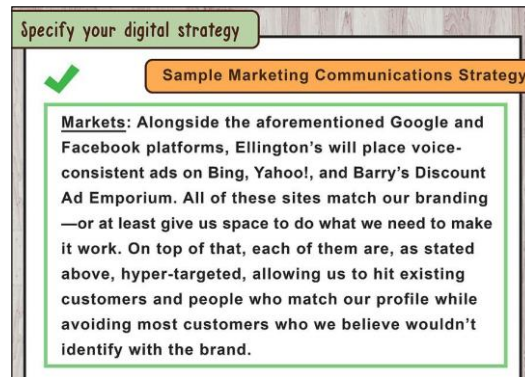 Specify your digital strategy
Sample Marketing Communications Strategy
Markets: Alongside the aforementioned Google and
Facebook platforms, Ellington’s will place voice-
consistent ads on Bing, Yahoo!, and Barry’s Discount
Ad Emporium. All of these sites match our branding
—or at least give us space to do what we need to make
it work. On top of that, each of them are, as stated
above, hyper-targeted, allowing us to hit existing
customers and people who match our profile while
avoiding most customers who we believe wouldn’t
identify with the brand.